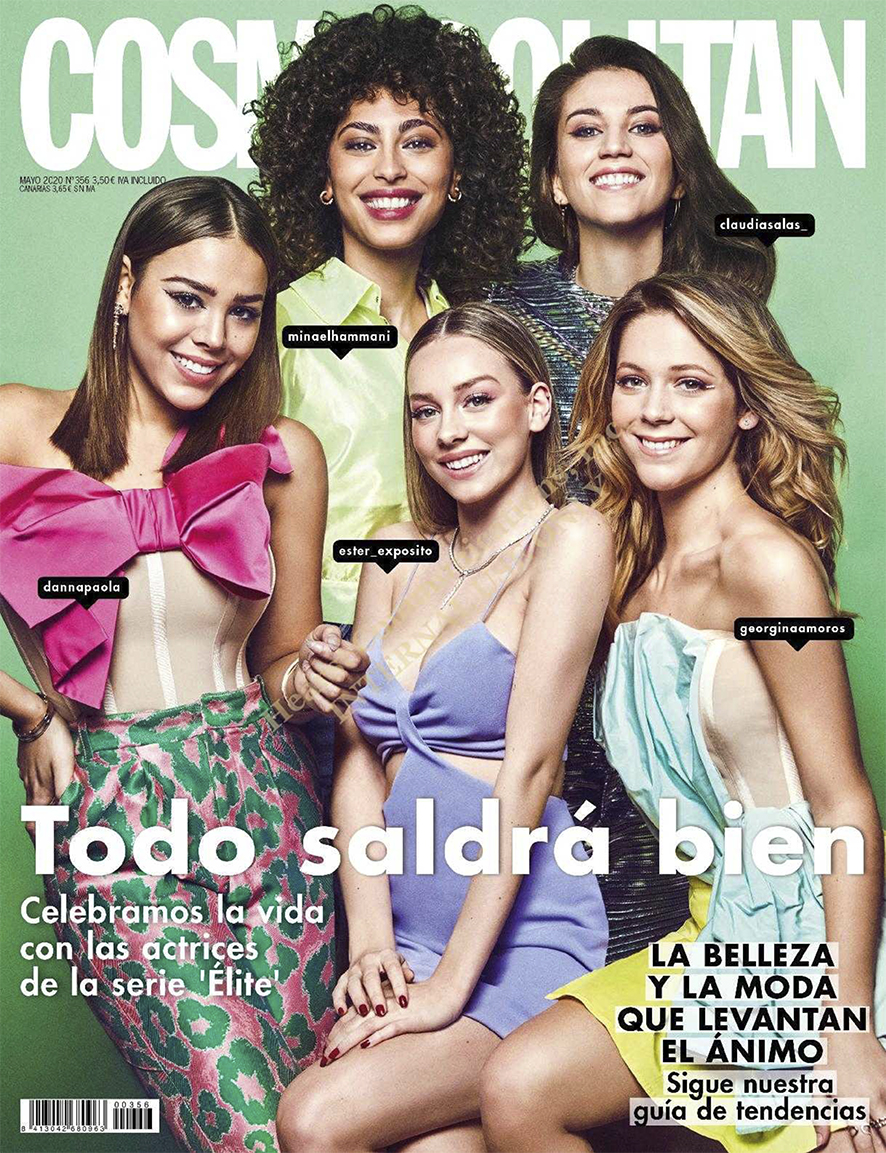 COSMOPOLITAN
MAYO 2020 Nº 356 3,50 € IVA INCLUIDO
CANARIAS 3,65 € SIN IVA
claudiasalas_
minaelhammani
ester_exposito
dannapaola
georginaamoros
Todo saldrá bien
Celebramos la vida
con las actrices
de la serie 'Élite'
LA BELLEZA
Y LA MODA
QUE LEVANTAN
EL ÁNIMO
Sigue nuestra
guía de tendencias
00356
8 413042 680963